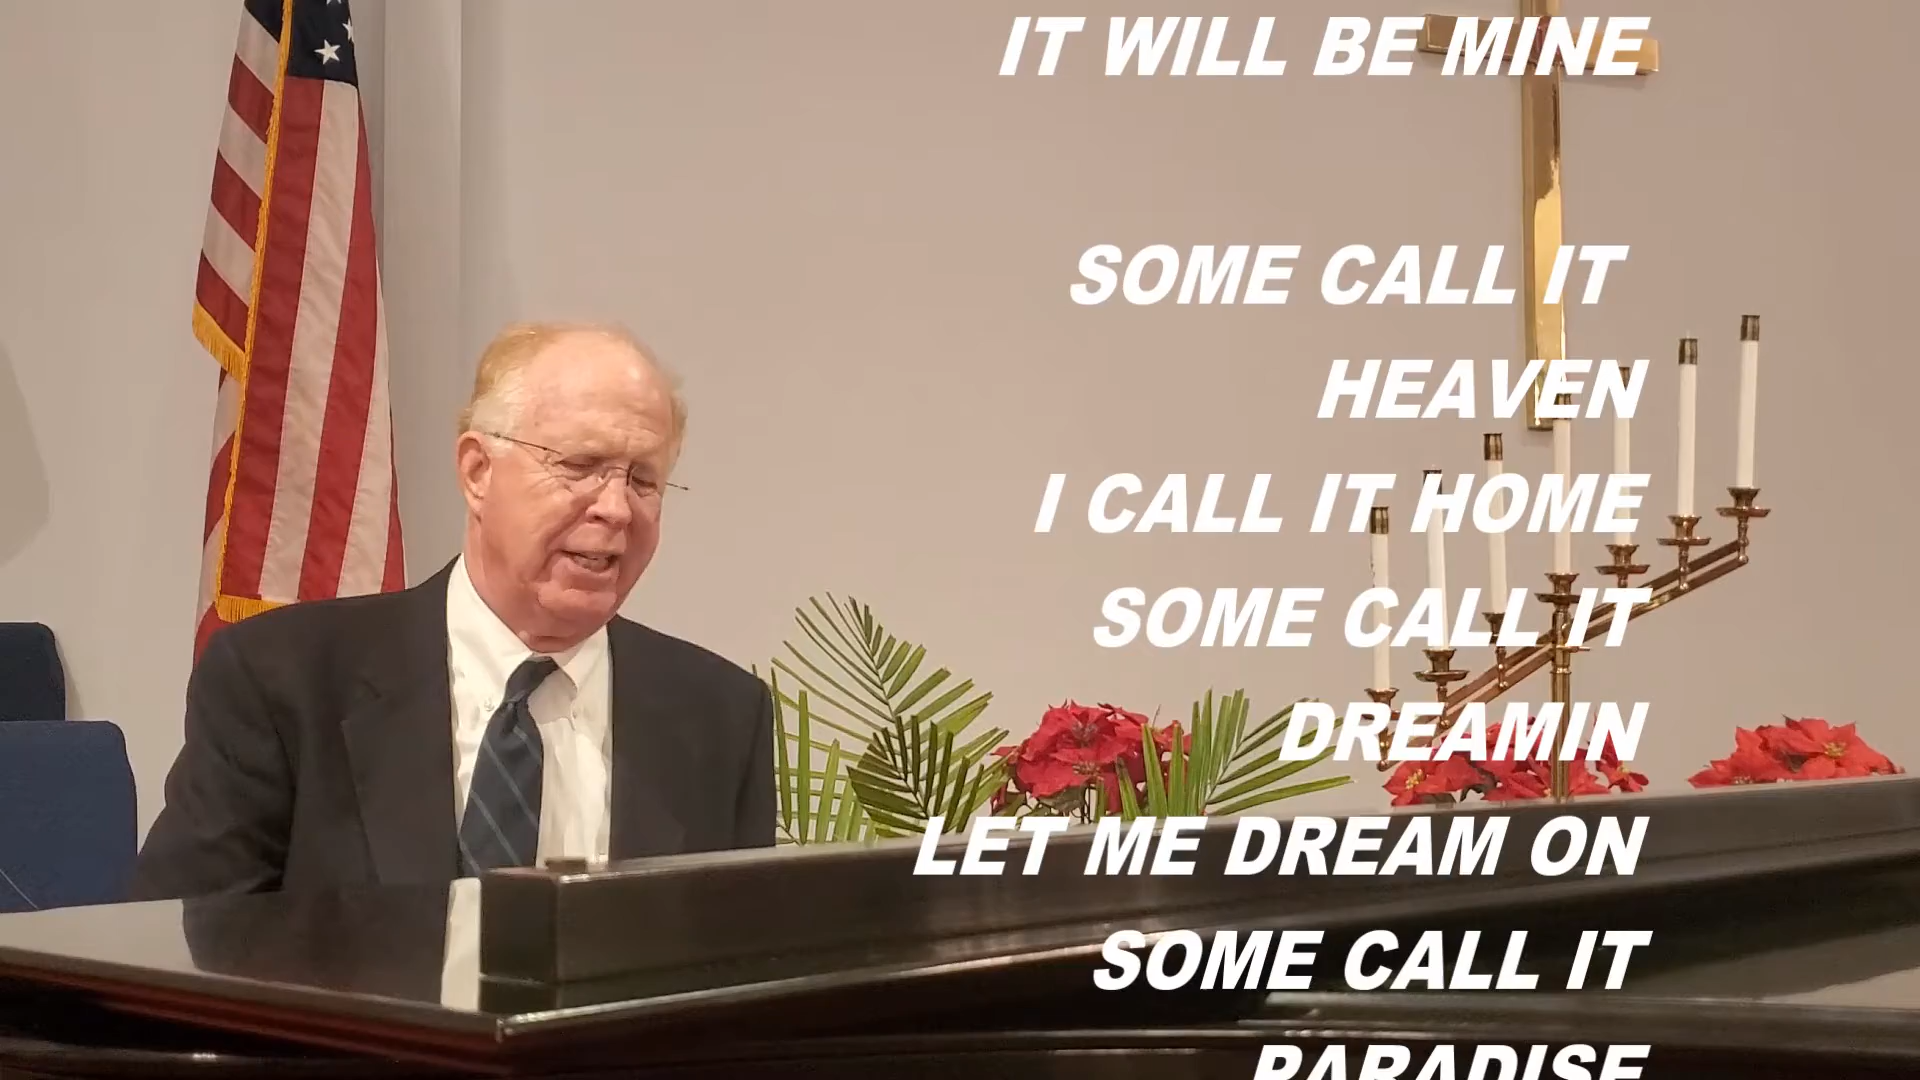 IT WILL BE MINE
SOME CALL IT
HEAVEN
I CALL IT HOME
SOME CALL IT
DREAMIN
LET ME DREAM ON
SOME CALL IT
PARADISE